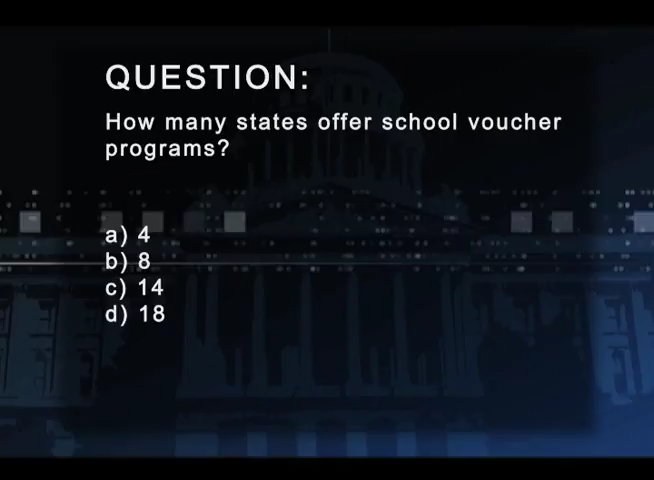 QUESTION:
How many states offer school voucher
programs?
a) 4
b) 8
c) 14
d) 18